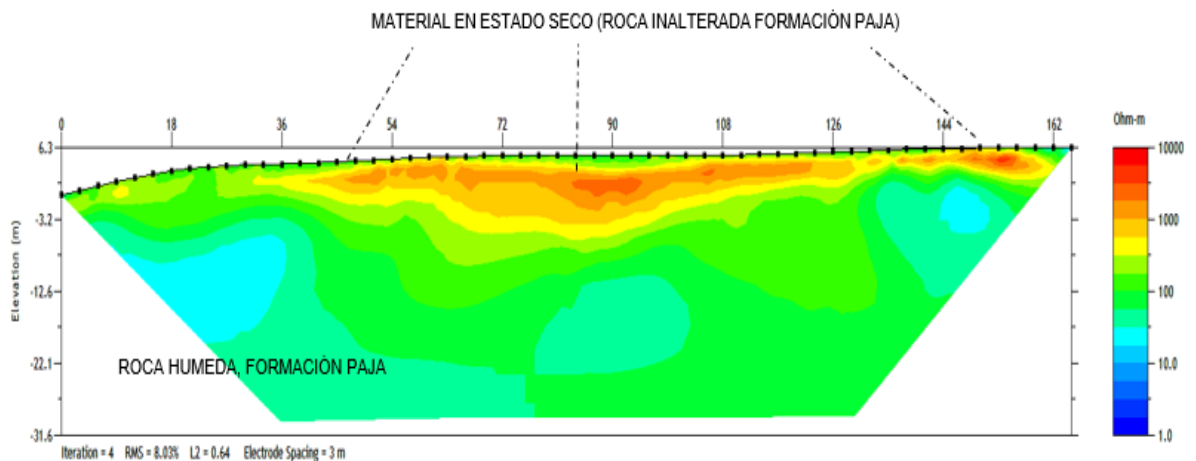 MATERIAL EN ESTADO SECO (ROCA INALTERADA FORMACIÓN PAJA)
0 18 36 54 72 90 108 126 144 162
Ohm-m
6.3
-3.2
-12.6
-22.1
-31.6
Elevation (m)
10000
1000
100
10.0
1.0
ROCA HUMEDA, FORMACIÓN PAJA
Iteration = 4 RMS = 8.03% L2 = 0.64 Electrode Spacing = 3 m